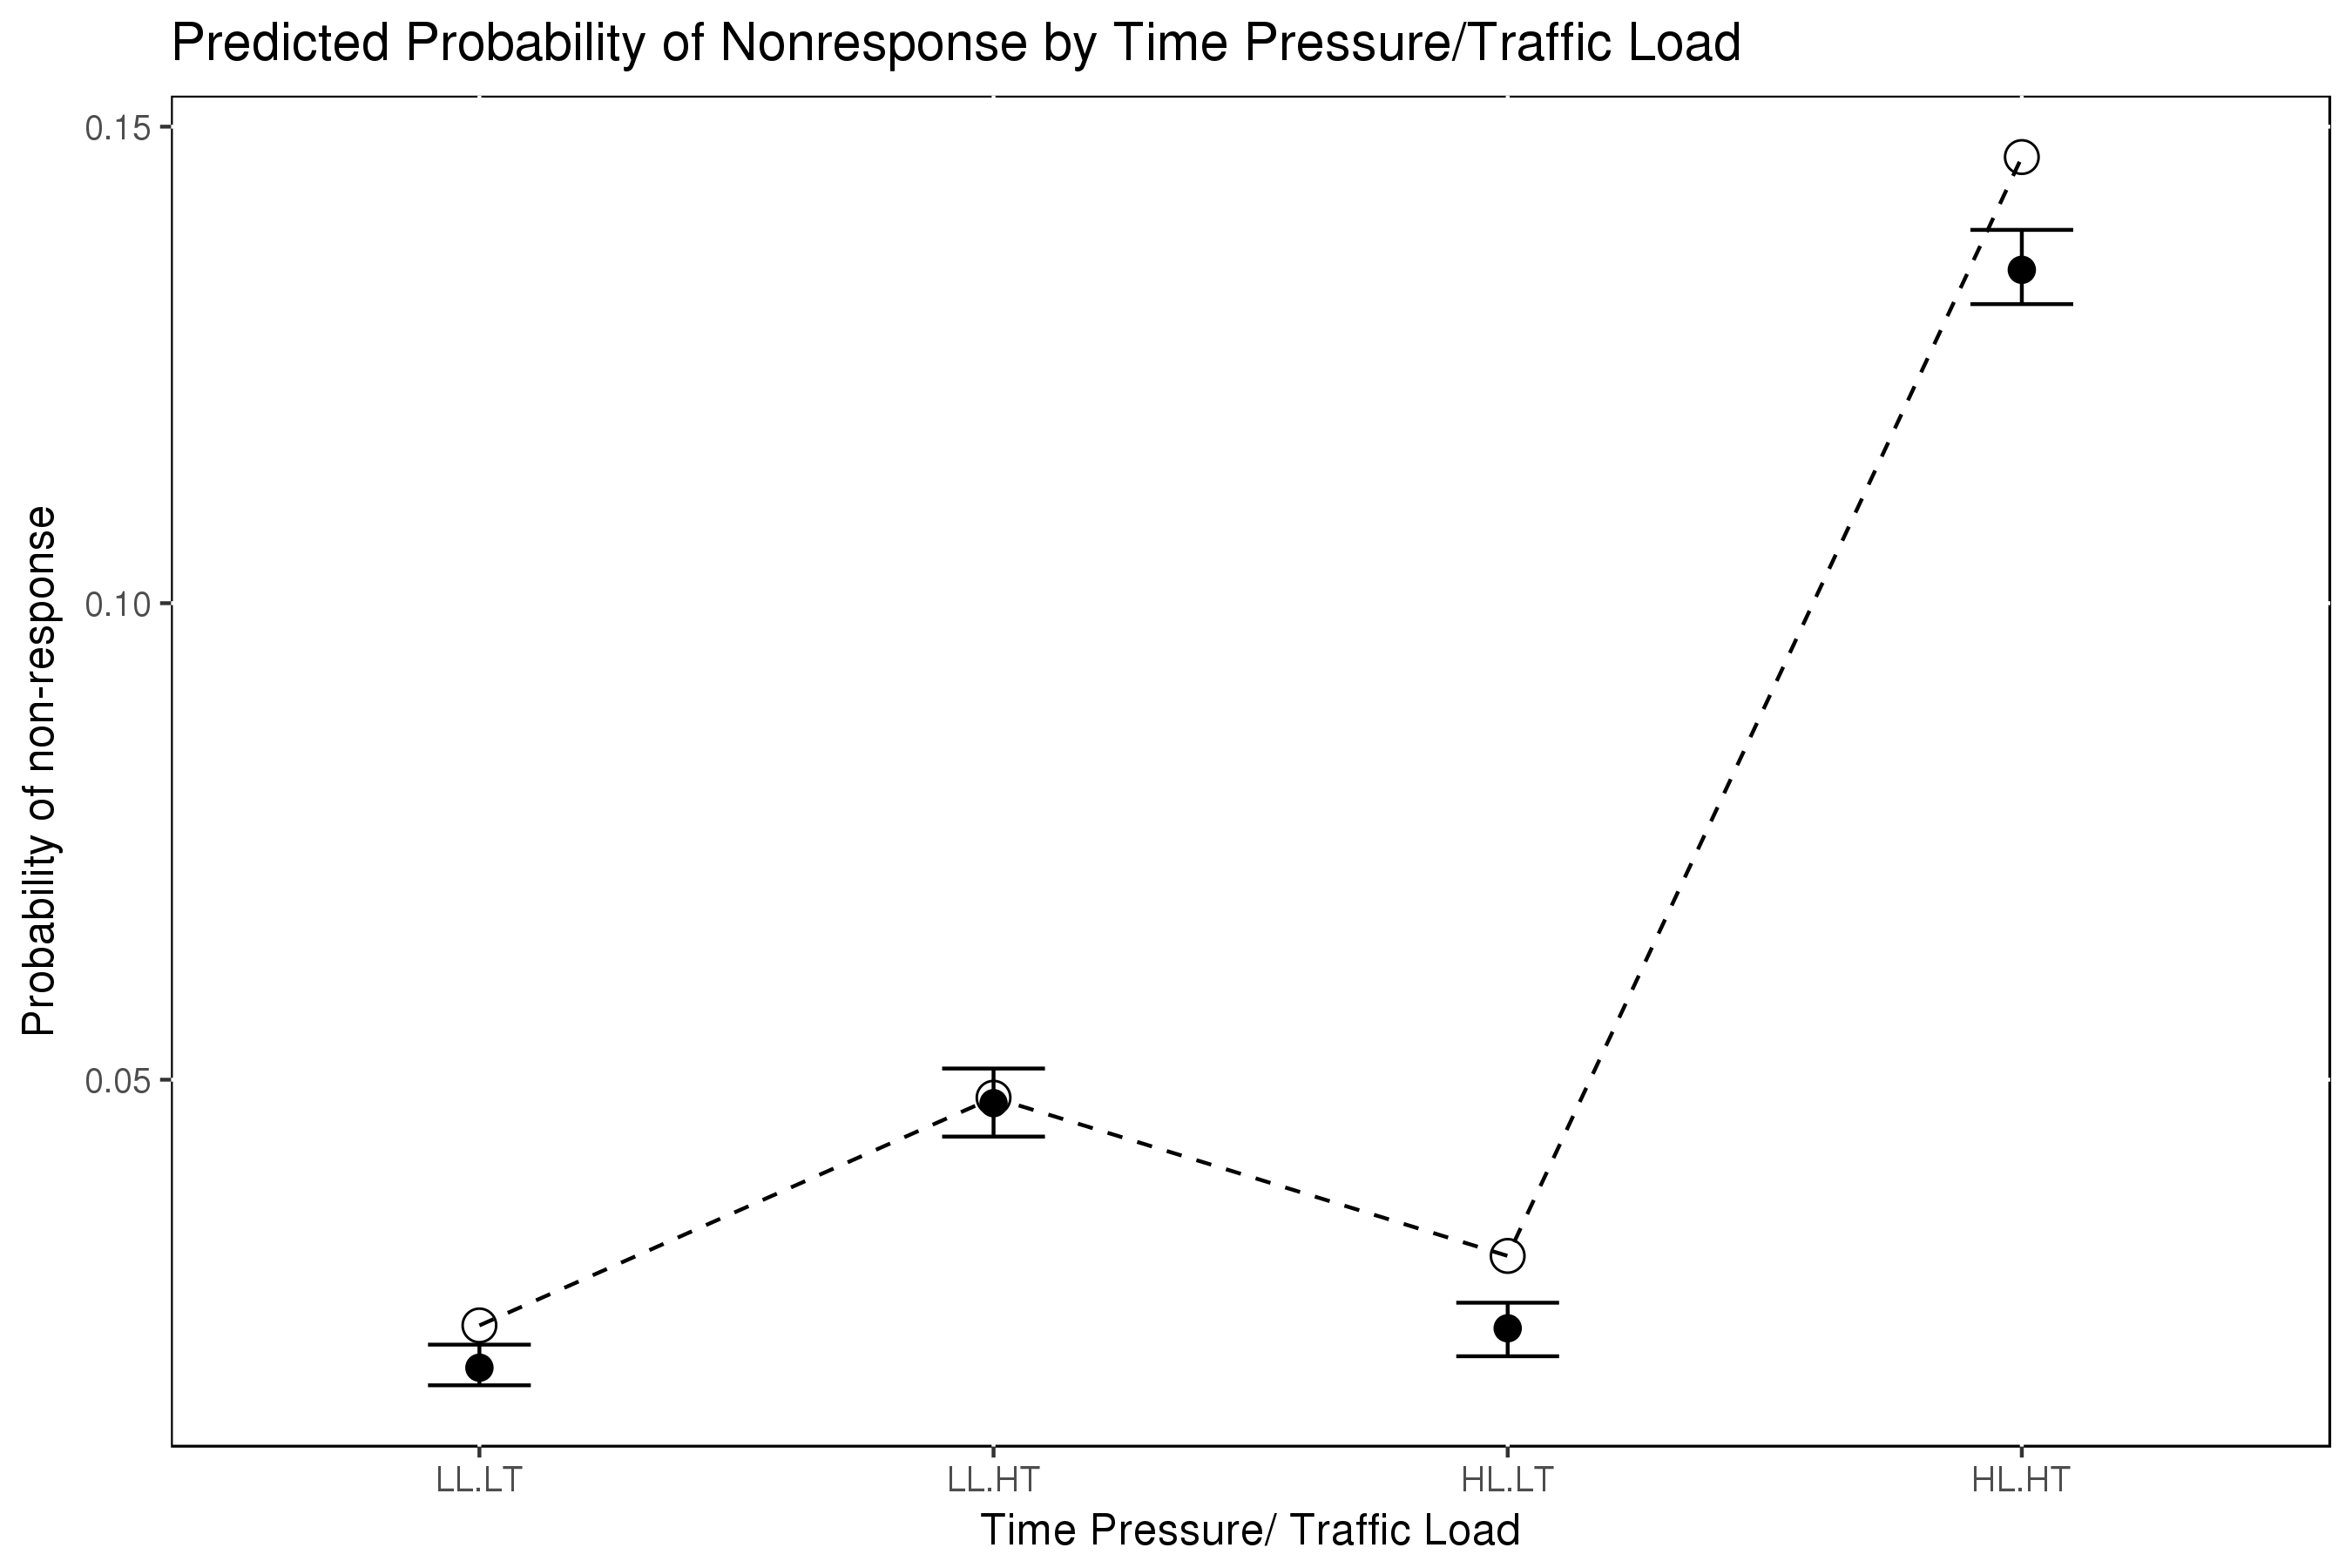 Predicted Probability of Nonresponse by Time Pressure/Traffic Load
Probability of non-response
0.15
0.10
0.05
LL.LT
LL.HT
HL.LT
HL.HT
Time Pressure/ Traffic Load